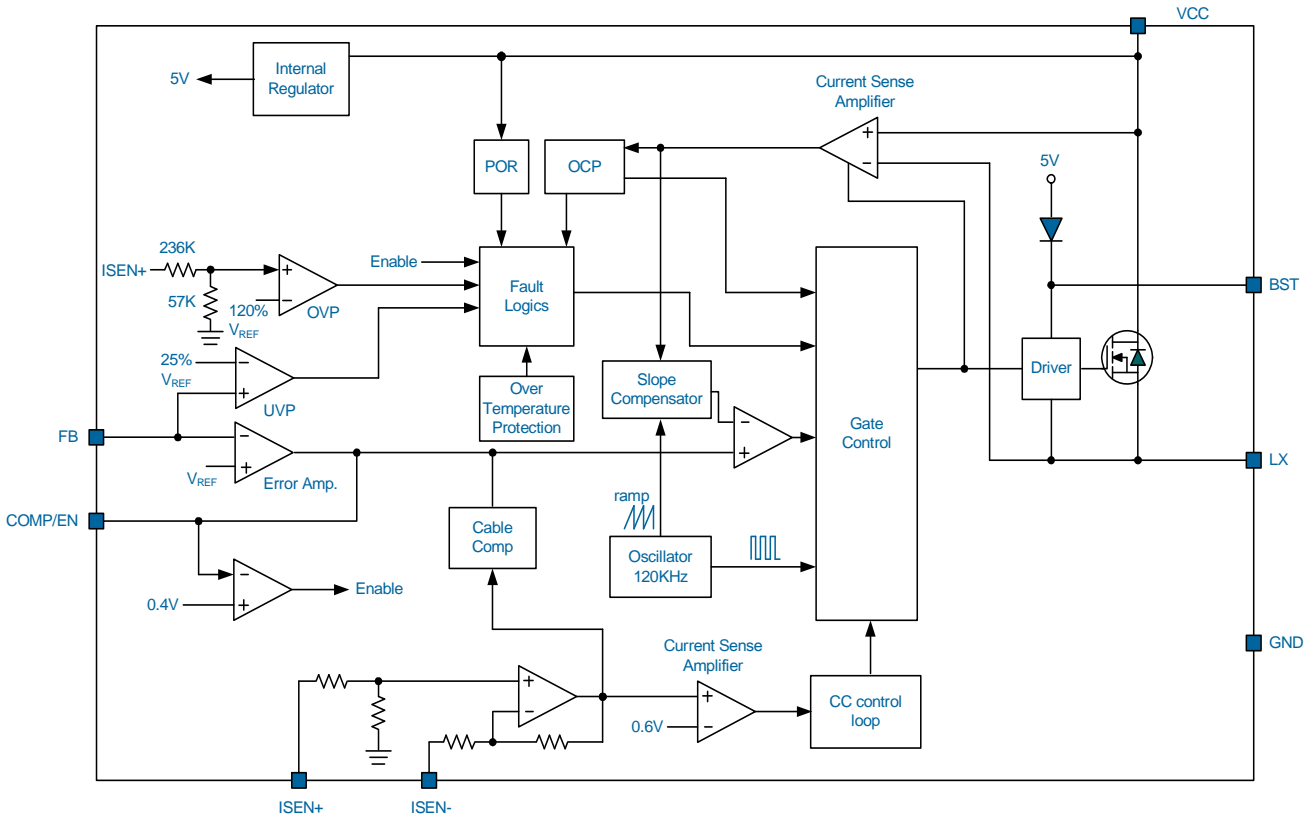 VCC
Internal
Regulator
5V
Current Sense
Amplifier
+
−
POR
OCP
5V
236K
ISEN+
57K
+
−
120%
VREF
OVP
Enable
Fault
Logics
BST
25%
VREF
−
+
UVP
Over
Temperature
Protection
Slope
Compensator
Driver
FB
−
+
VREF
Error Amp.
−
+
Gate
Control
LX
COMP/EN
Cable
Comp
ramp
Oscillator
120KHz
−
+
0.4V
Enable
GND
Current Sense
Amplifier
+
−
+
−
0.6V
CC control
loop
ISEN+
ISEN-